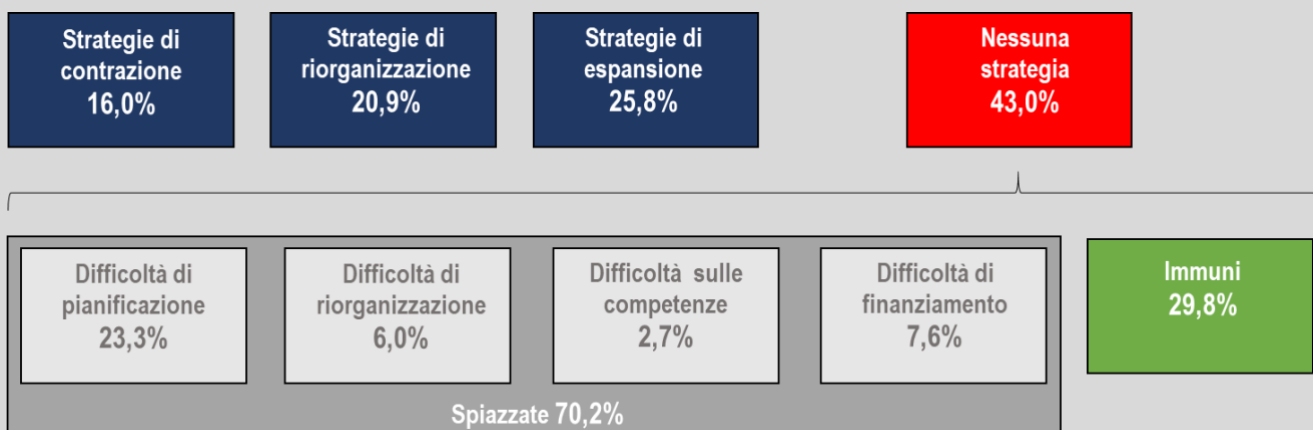 Strategie di
contrazione
16,0%
Strategie di
riorganizzazione
20,9%
Strategie di
espansione
25,8%
Nessuna
strategia
43,0%
Difficoltà di
pianificazione
23,3%
Difficoltà di
riorganizzazione
6,0%
Difficoltà sulle
competenze
2,7%
Difficoltà di
finanziamento
7,6%
Immuni
29,8%
Spiazzate 70,2%